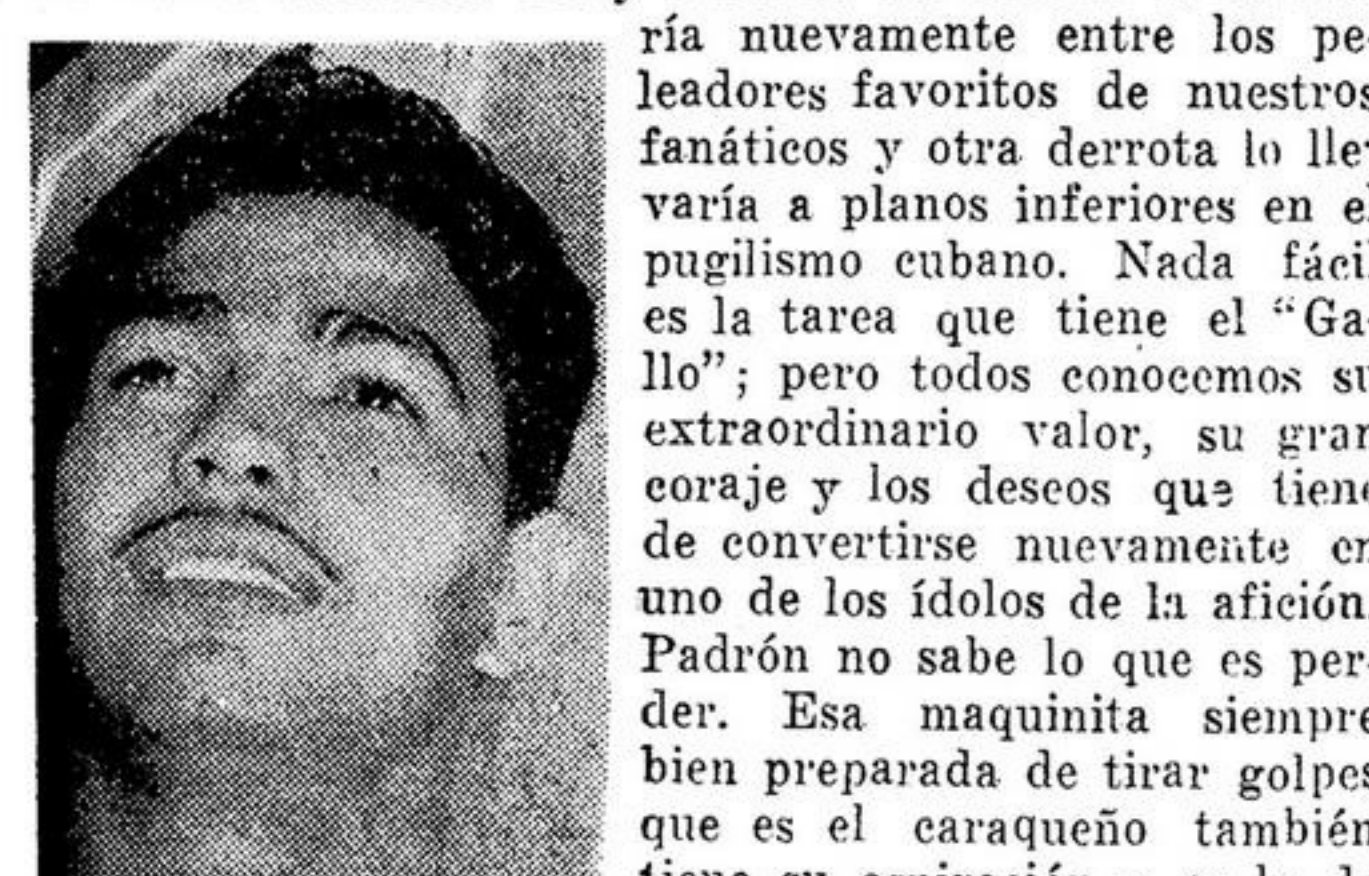 ría nuevamente entre los pe-
leadores favoritos de nuestros
fanáticos y otra derrota lo lle-
varía a planos inferiores en el
pugilismo cubano. Nada fáci
es la tarea que tiene el “Ga-
llo”; pero todos conocemos su
extraordinario valor, su gran
coraje y los deseos que tiene
de convertirse nuevamente en
uno de los ídolos de la afición.
Padrón no sabe lo que es per-
der. Esa maquinita siempre
bien preparada de tirar golpes
que es el caraqueño también